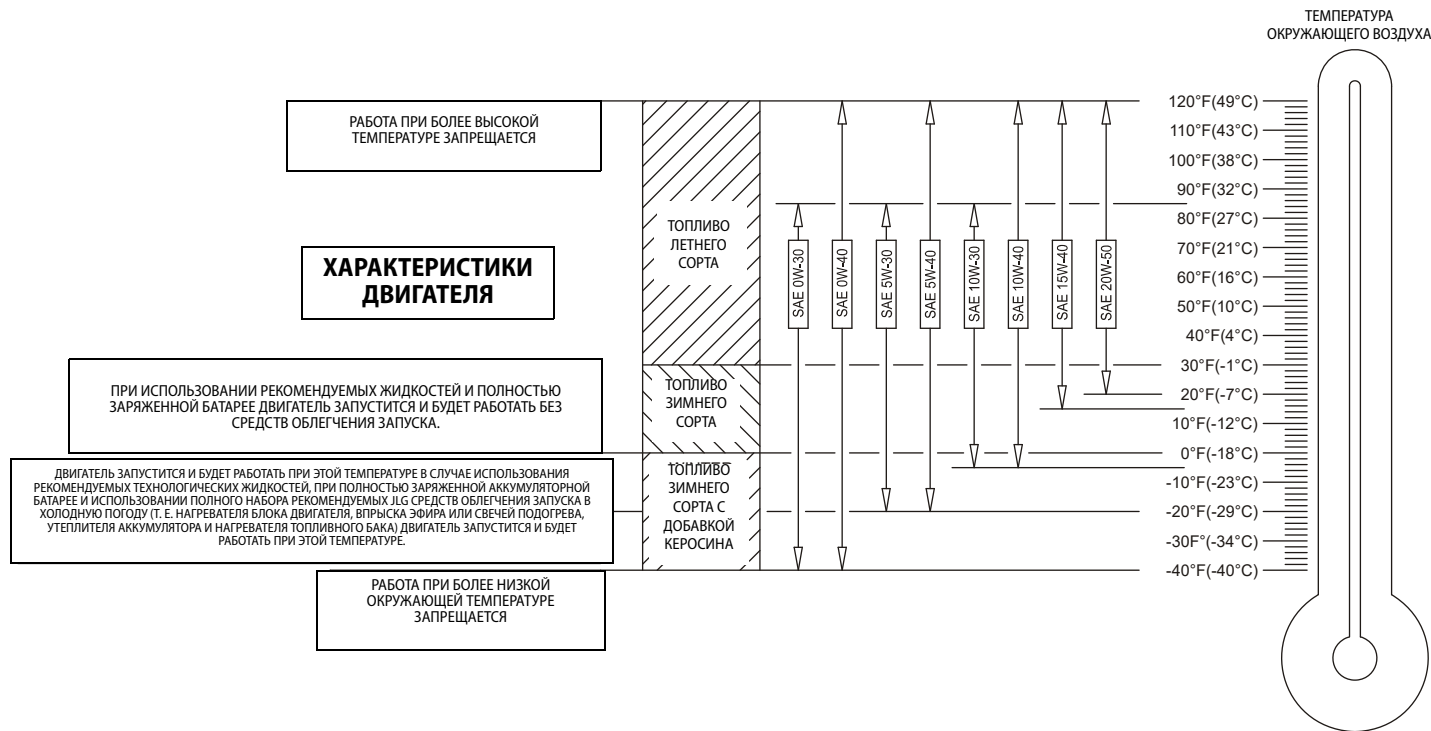 ТЕМПЕРАТУРА
ОКРУЖАЮЩЕГО ВОЗДУХА
РАБОТА ПРИ БОЛЕЕ ВЫСОКОЙ
ТЕМПЕРАТУРЕ ЗАПРЕЩАЕТСЯ
ХАРАКТЕРИСТИКИ
ДВИГАТЕЛЯ
ПРИ ИСПОЛЬЗОВАНИИ РЕКОМЕНДУЕМЫХ ЖИДКОСТЕЙ И ПОЛНОСТЬЮ
ЗАРЯЖЕННОЙ БАТАРЕЕ ДВИГАТЕЛЬ ЗАПУСТИТСЯ И БУДЕТ РАБОТАТЬ БЕЗ
СРЕДСТВ ОБЛЕГЧЕНИЯ ЗАПУСКА.
ДВИГАТЕЛЬ ЗАПУСТИТСЯ И БУДЕТ РАБОТАТЬ ПРИ ЭТОЙ ТЕМПЕРАТУРЕ В СЛУЧАЕ ИСПОЛЬЗОВАНИЯ
РЕКОМЕНДУЕМЫХ ТЕХНОЛОГИЧЕСКИХ ЖИДКОСТЕЙ, ПРИ ПОЛНОСТЬЮ ЗАРЯЖЕННОЙ АККУМУЛЯТОРНОЙ
БАТАРЕЕ И ИСПОЛЬЗОВАНИИ ПОЛНОГО НАБОРА РЕКОМЕНДУЕМЫХ JLG СРЕДСТВ ОБЛЕГЧЕНИЯ ЗАПУСКА В
ХОЛОДНУЮ ПОГОДУ (Т. Е. НАГРЕВАТЕЛЯ БЛОКА ДВИГАТЕЛЯ, ВПРЫСКА ЭФИРА ИЛИ СВЕЧЕЙ ПОДОГРЕВА,
УТЕПЛИТЕЛЯ АККУМУЛЯТОРА И НАГРЕВАТЕЛЯ ТОПЛИВНОГО БАКА) ДВИГАТЕЛЬ ЗАПУСТИТСЯ И БУДЕТ
РАБОТАТЬ ПРИ ЭТОЙ ТЕМПЕРАТУРЕ.
РАБОТА ПРИ БОЛЕЕ НИЗКОЙ
ОКРУЖАЮЩЕЙ ТЕМПЕРАТУРЕ
ЗАПРЕЩАЕТСЯ
ТОПЛИВО
ЛЕТНЕГО
СОРТА
ТОПЛИВО
ЗИМНЕГО
СОРТА
ТОПЛИВО
ЗИМНЕГО
СОРТА С
ДОБАВКОЙ
КЕРОСИНА
SAE 0W-30
SAE 0W-40
SAE 5W-30
SAE 5W-40
SAE 10W-30
SAE 10W-40
SAE 15W-40
SAE 20W-50
120°F(49°C)
110°F(43°C)
100°F(38°C)
90°F(32°C)
80°F(27°C)
70°F(21°C)
60°F(16°C)
50°F(10°C)
40°F(4°C)
30°F(-1°C)
20°F(-7°C)
10°F(-12°C)
0°F(-18°C)
-10°F(-23°C)
-20°F(-29°C)
-30F°(-34°C)
-40°F(-40°C)